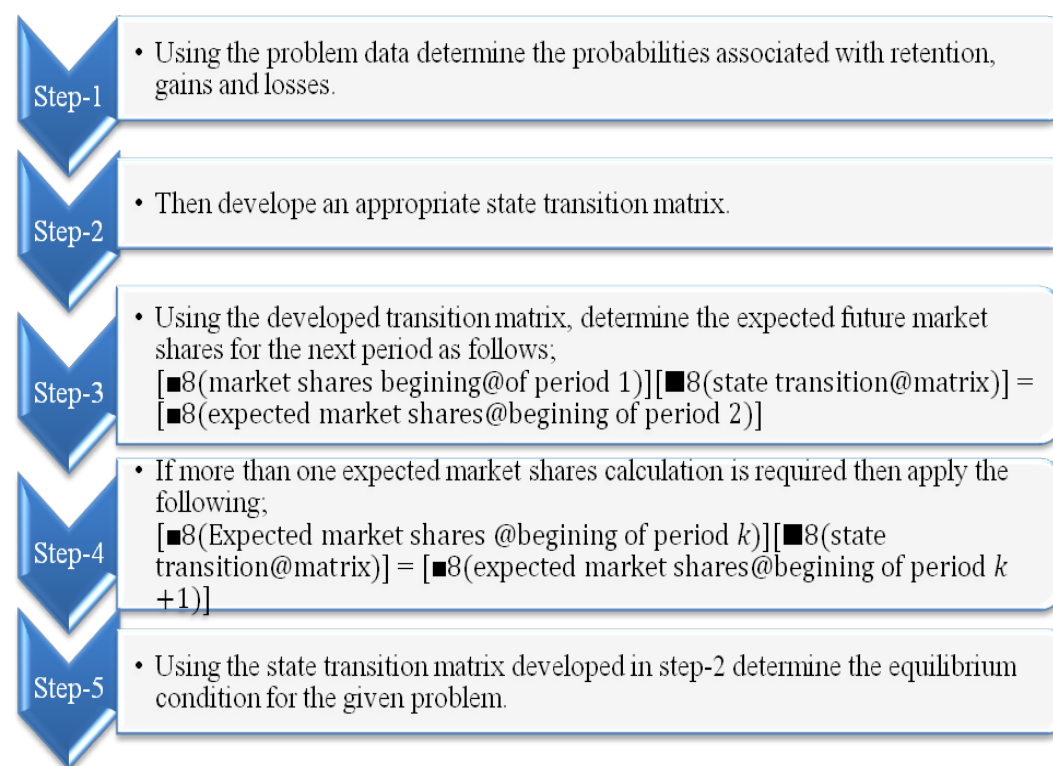 Step-1
• Using the problem data determine the probabilities associated with retention,
gains and losses.
Step-2
• Then develope an appropriate state transition matrix.
Step-3
• Using the developed transition matrix, determine the expected future market
shares for the next period as follows;
[■8(market shares begining@of period 1)][■8(state transition@matrix)] =
[■8(expected market shares@begining of period 2)]
Step-4
• If more than one expected market shares calculation is required then apply the
following;
[■8(Expected market shares @begining of period k)][■8(state
transition@matrix)] = [■8(expected market shares@begining of period k
+1)]
Step-5
• Using the state transition matrix developed in step-2 determine the equilibrium
condition for the given problem.